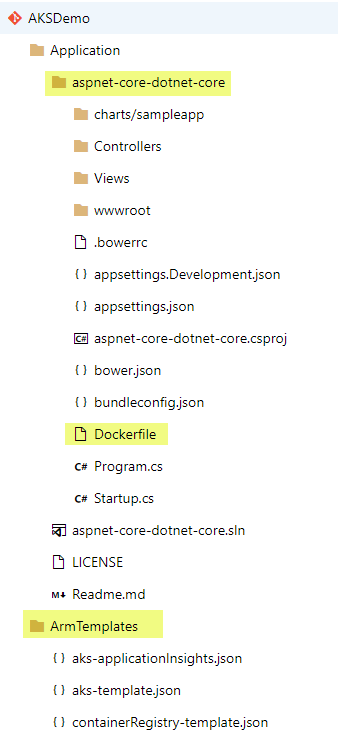 AKSDemo
Application
aspnet-core-dotnet-core
charts/sampleapp
Controllers
Views
wwwroot
.bowerrc
{ } appsettings.Development.json
{ } appsettings.json
C# aspnet-core-dotnet-core.csproj
{ } bower.json
{ } bundleconfig.json
Dockerfile
C# Program.cs
C# Startup.cs
aspnet-core-dotnet-core.sln
LICENSE
M↓ Readme.md
ArmTemplates
{ } aks-applicationInsights.json
{ } aks-template.json
{ } containerRegistry-template.json